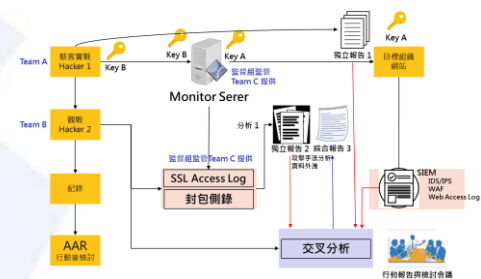 Team A
駭客實戰
Hacker 1
Key B
Key B
Key A
監督組監管
Team C 提供
Monitor Serer
獨立報告 1
Key A
目標組織
網站
Team B
觀戰
Hacker 2
分析 1
獨立報告 2
綜合報告 3
攻擊手法分析
資料外洩
監督組監管Team C 提供
SSL Access Log
封包側錄
紀錄
SIEM
IDS/IPS
WAF
Web Access Log
AAR
行動後檢討
交叉分析
行動報告與檢討會議